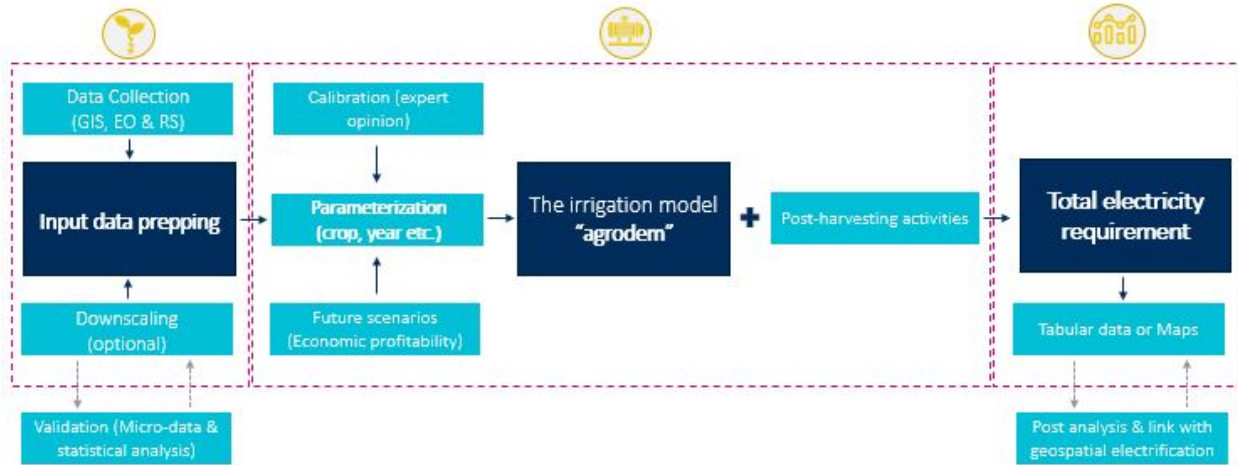 Data Collection
(GIS, EO & RS)
Input data prepping
Downscaling
(optional)
Validation (Micro-data &
statistical analysis)
Calibration (expert
opinion)
Parameterization
(crop, year etc.)
Future scenarios
(Economic profitability)
The irrigation model
"agrodem"
+
Post-harvesting activities
Total electricity
requirement
Tabular data or Maps
Post analysis & link with
geospatial electrification